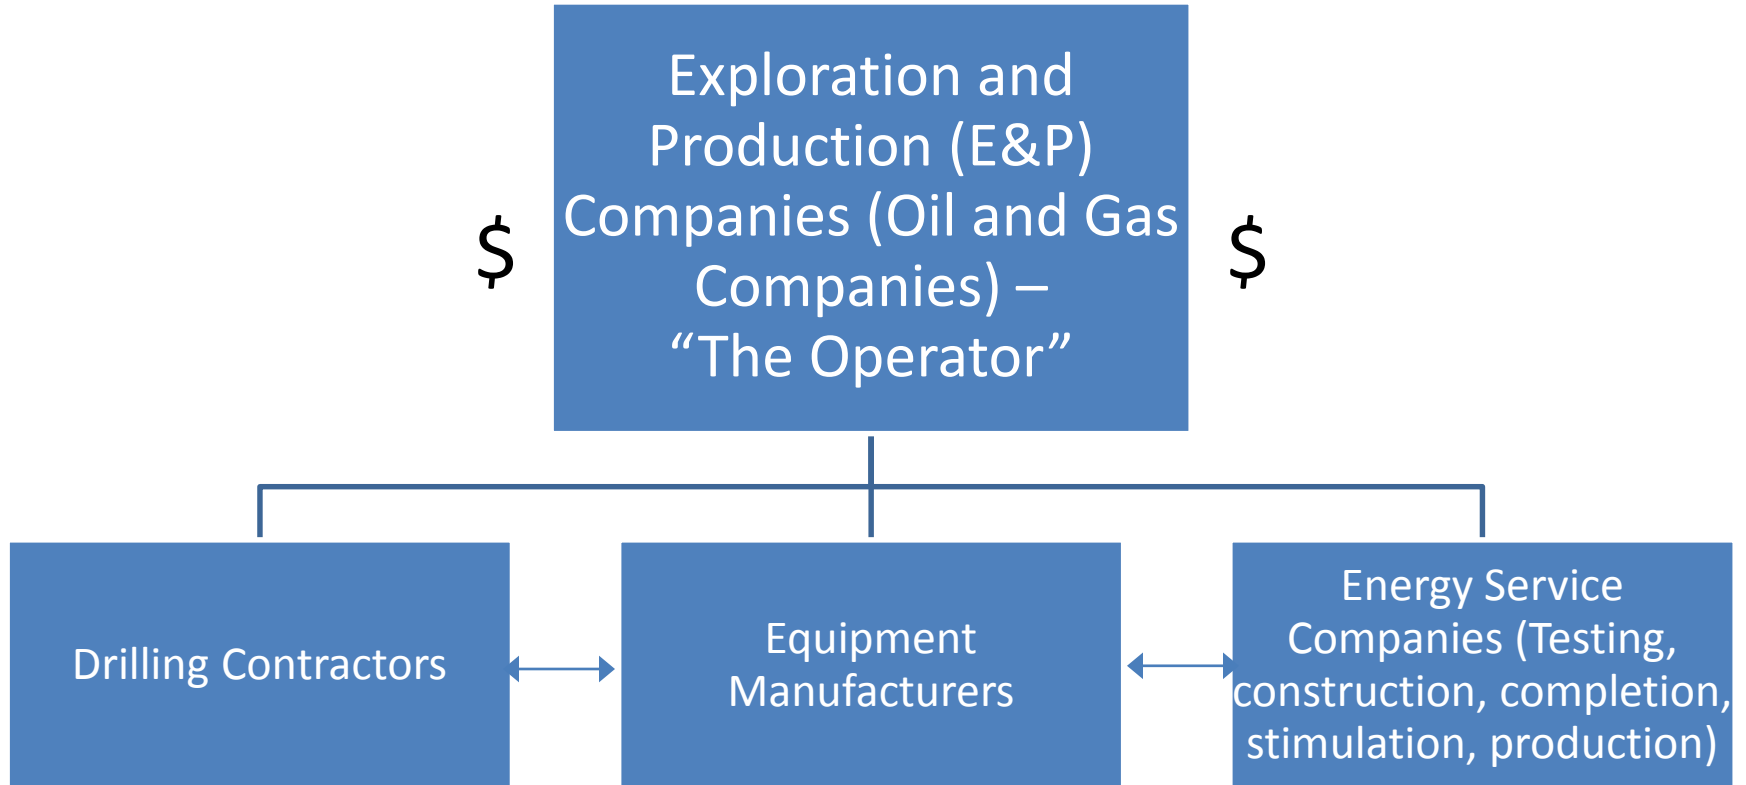 Exploration and
Production (E&P)
Companies (Oil and Gas
Companies) –
“The Operator”
$
$
Drilling Contractors
Equipment
Manufacturers
Energy Service
Companies (Testing,
construction, completion,
stimulation, production)